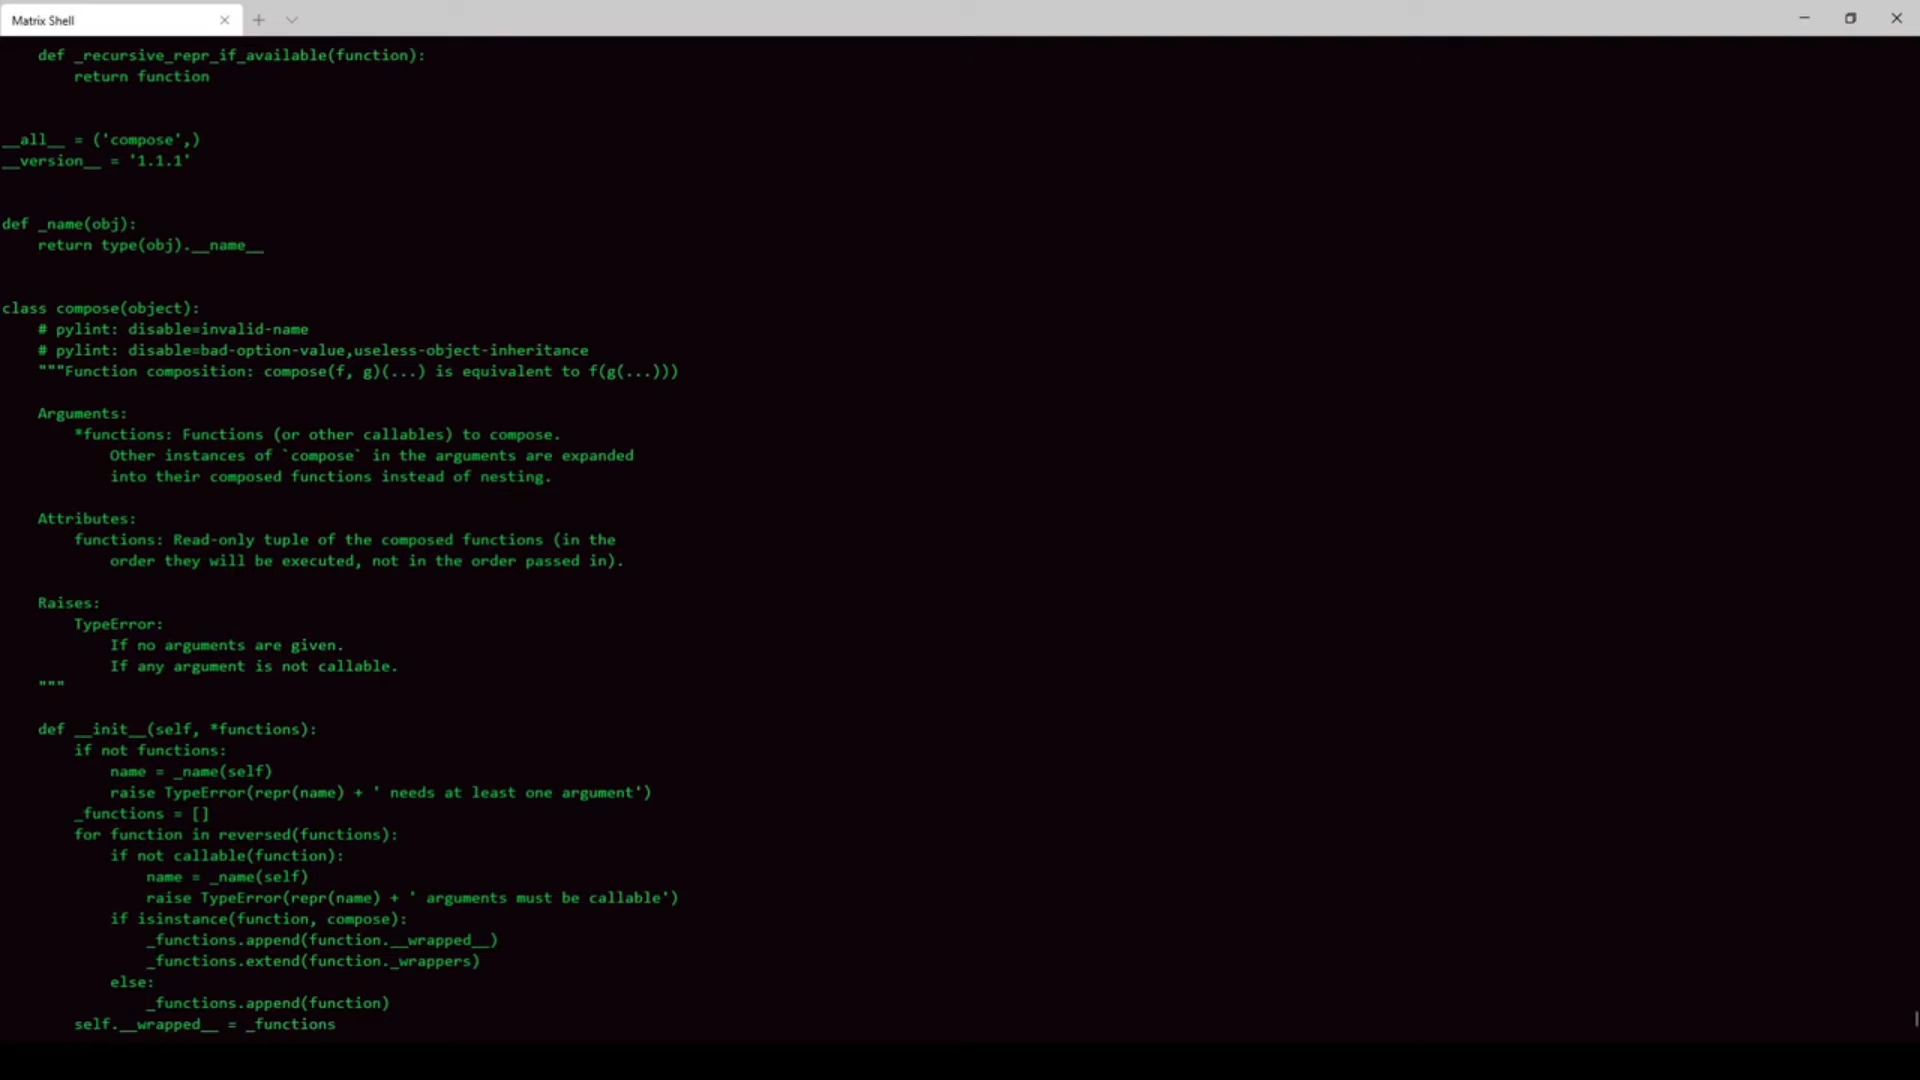 Matrix Shell
    def _recursive_repr_if_available(function):
        return function
__all__ = ('compose',)
__version__ = '1.1.1'
def _name(obj):
    return type(obj).__name__
class compose(object):
    # pylint: disable=invalid-name
    # pylint: disable=bad-option-value,useless-object-inheritance
    """Function composition: compose(f, g)(...) is equivalent to f(g(...)))
    Arguments:
        *functions: Functions (or other callables) to compose.
            Other instances of `compose` in the arguments are expanded
            into their composed functions instead of nesting.
    Attributes:
        functions: Read-only tuple of the composed functions (in the
            order they will be executed, not in the order passed in).
    Raises:
        TypeError:
            If no arguments are given.
            If any argument is not callable.
    """
    def __init__(self, *functions):
        if not functions:
            name = _name(self)
            raise TypeError(repr(name) + ' needs at least one argument')
        _functions = []
        for function in reversed(functions):
            if not callable(function):
                name = _name(self)
                raise TypeError(repr(name) + ' arguments must be callable')
            if isinstance(function, compose):
                _functions.append(function.__wrapped__)
                _functions.extend(function._wrappers)
            else:
                _functions.append(function)
        self.__wrapped__ = _functions